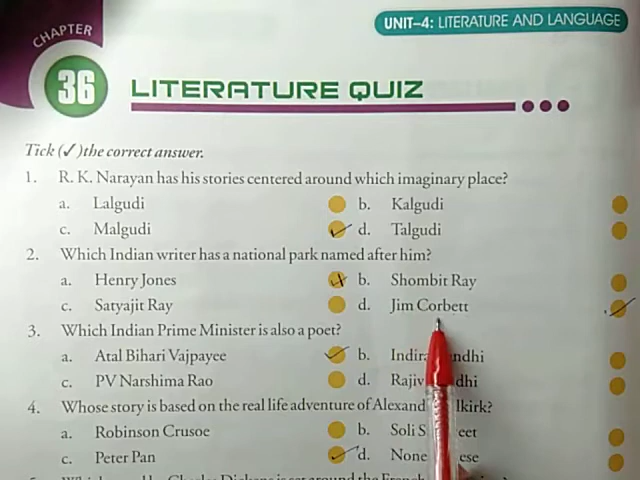 CHAPTER
36
UNIT–4: LITERATURE AND LANGUAGE
LITERATURE QUIZ
Tick (✓) the correct answer.
1. R. K. Narayan has his stories centered around which imaginary place?
a. Lalgudi b. Kalgudi
c. Malgudi d. Talgudi
2. Which Indian writer has a national park named after him?
a. Henry Jones b. Shombit Ray
c. Satyajit Ray d. Jim Corbett
3. Which Indian Prime Minister is also a poet?
a. Atal Bihari Vajpayee b.
c. PV Narshima Rao d. Rajiv
4. Whose story is based on the real life adventure of
a. Robinson Crusoe b. Soli
c. Peter Pan d. None